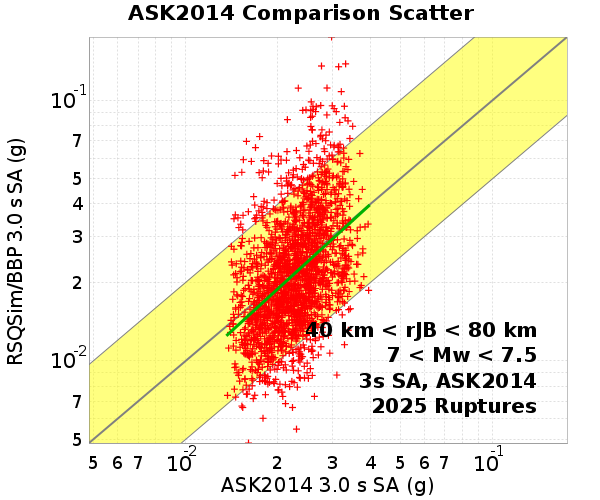 ASK2014 Comparison Scatter
RSQSim/BBP 3.0 s SA (g)
10-1
7
5
4
3
2
10-2
7
5
40 km < rJB < 80 km
7 < Mw < 7.5
3s SA, ASK2014
2025 Ruptures
5 6 7 10-2 2 3 4 5 6 7 10-1
ASK2014 3.0 s SA (g)